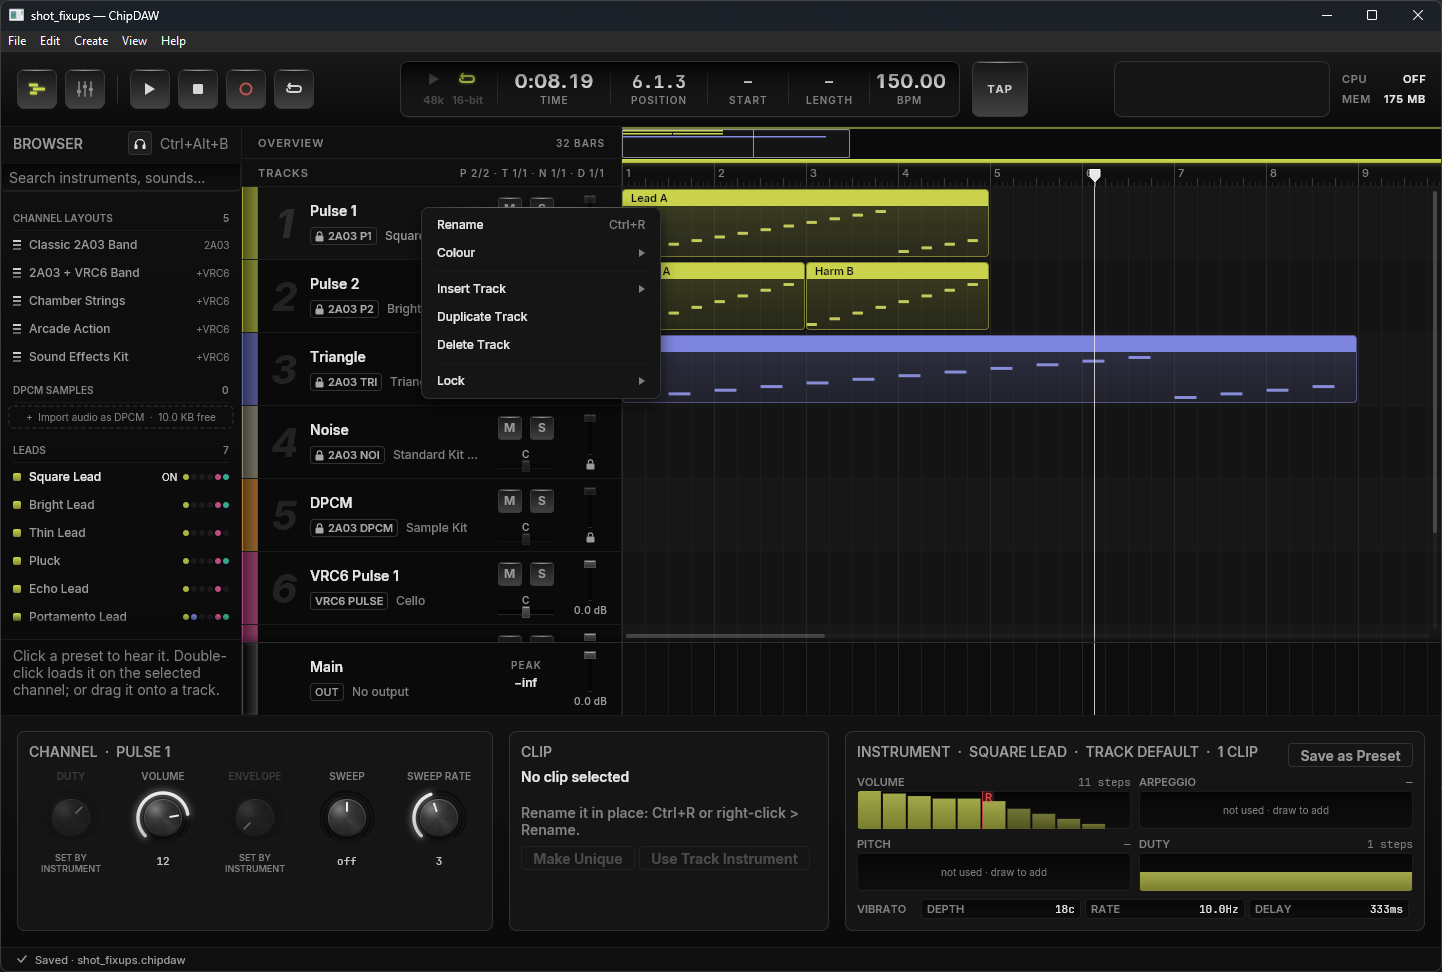 shot_fixups — ChipDAW
File Edit Create View Help
48k 16-bit
0:08.19
TIME
6.1.3
POSITION
–
START
–
LENGTH
150.00
BPM
TAP
CPU OFF
MEM 175 MB
BROWSER Ctrl+Alt+B
Search instruments, sounds...
CHANNEL LAYOUTS 5
Classic 2A03 Band 2A03
2A03 + VRC6 Band +VRC6
Chamber Strings +VRC6
Arcade Action +VRC6
Sound Effects Kit +VRC6
DPCM SAMPLES 0
+ Import audio as DPCM · 10.0 KB free
LEADS 7
Square Lead ON
Bright Lead
Thin Lead
Pluck
Echo Lead
Portamento Lead
Click a preset to hear it. Double-
click loads it on the selected
channel; or drag it onto a track.
OVERVIEW 32 BARS
TRACKS P 2/2 · T 1/1 · N 1/1 · D 1/1
1 2 3 4 5 6 7 8 9
1 Pulse 1 M S
2A03 P1 Square
2 Pulse 2
2A03 P2 Bright
3 Triangle
2A03 TRI Triang
4 Noise M S
2A03 NOI Standard Kit ... C
5 DPCM M S
2A03 DPCM Sample Kit C
6 VRC6 Pulse 1 M S
VRC6 PULSE Cello C 0.0 dB
Main PEAK
OUT No output –inf
0.0 dB
Rename Ctrl+R
Colour
Insert Track
Duplicate Track
Delete Track
Lock
Lead A
A
Harm B
CHANNEL · PULSE 1
DUTY VOLUME ENVELOPE SWEEP SWEEP RATE
SET BY
INSTRUMENT
12
SET BY
INSTRUMENT
off
3
CLIP
No clip selected
Rename it in place: Ctrl+R or right-click >
Rename.
Make Unique Use Track Instrument
INSTRUMENT · SQUARE LEAD · TRACK DEFAULT · 1 CLIP Save as Preset
VOLUME 11 steps
R
ARPEGGIO –
not used · draw to add
PITCH –
not used · draw to add
DUTY 1 steps
VIBRATO DEPTH 18c RATE 10.0Hz DELAY 333ms
Saved · shot_fixups.chipdaw